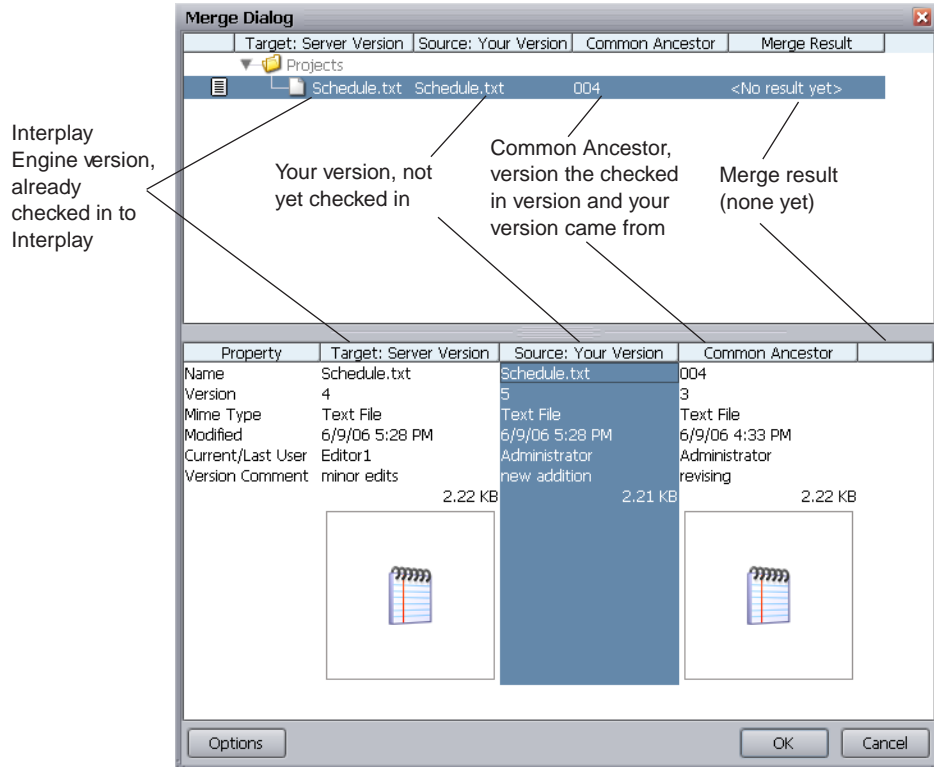 Merge Dialog
Target: Server Version Source: Your Version Common Ancestor Merge Result
Projects
Schedule.txt Schedule.txt 004 <No result yet>
Interplay
Engine version,
already
checked in to
Interplay
Your version, not
yet checked in
Common Ancestor,
version the checked
in version and your
version came from
Merge result
(none yet)
Property Target: Server Version Source: Your Version Common Ancestor
Name Schedule.txt Schedule.txt 004
Version 4 5 3
Mime Type Text File Text File Text File
Modified 6/9/06 5:28 PM 6/9/06 5:28 PM 6/9/06 4:33 PM
Current/Last User Editor1 Administrator Administrator
Version Comment minor edits new addition revising
2.22 KB 2.21 KB 2.22 KB
Options OK Cancel